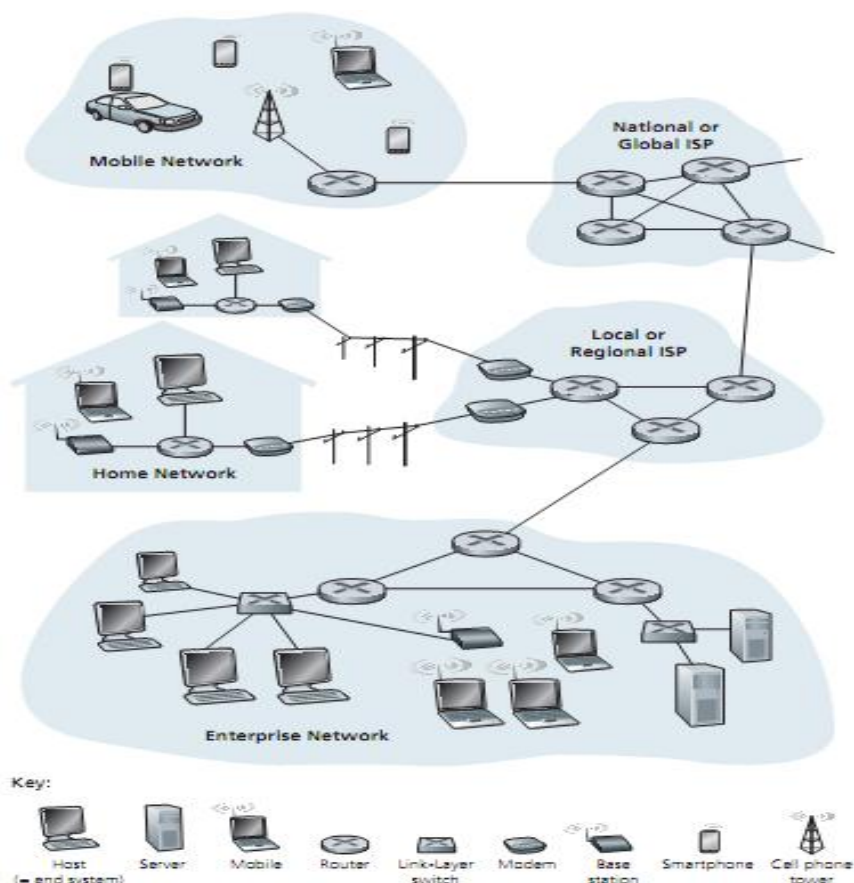 Mobile Network
National or
Global ISP
Local or
Regional ISP
Home Network
Enterprise Network
Key:
Host
(= end system)
Server
Mobile
Router
Link-Layer
switch
Modem
Base
station
Smartphone
Cell phone
tower